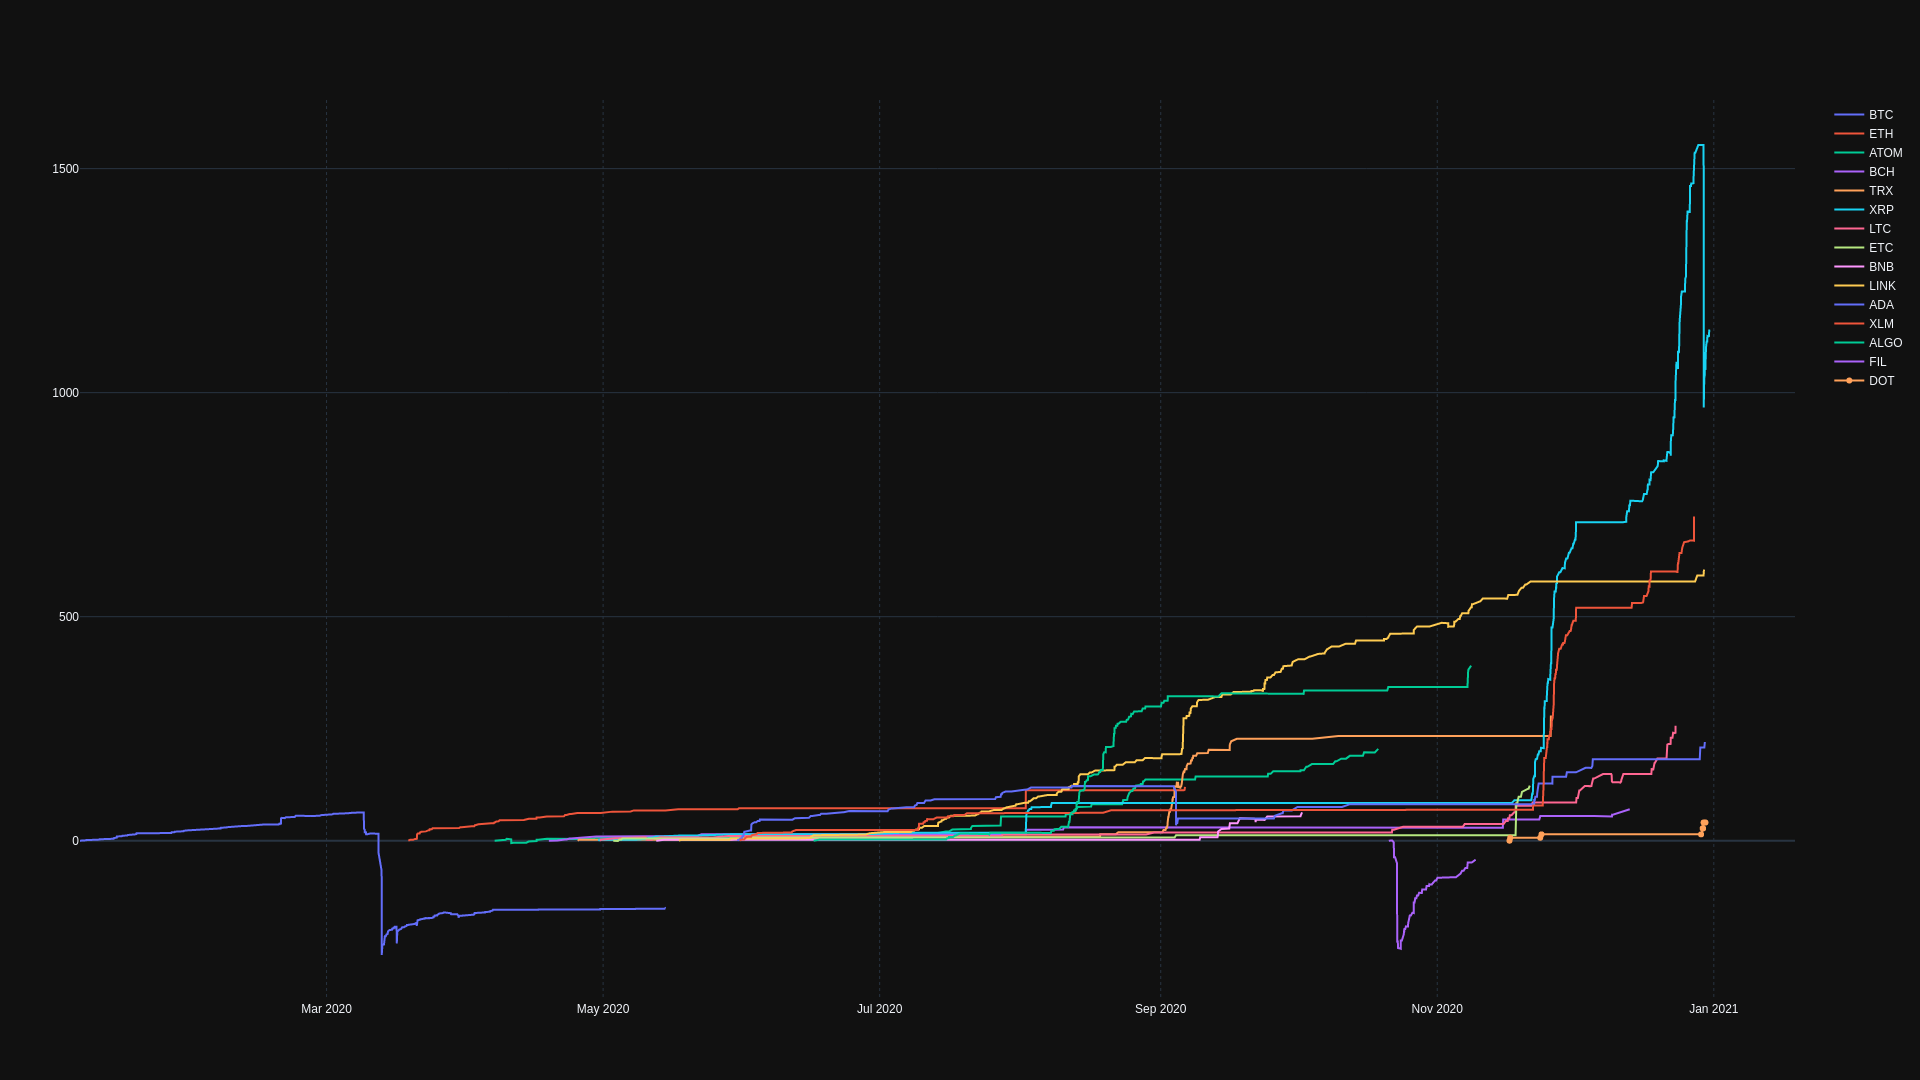 1500
1000
500
0
Mar 2020
May 2020
Jul 2020
Sep 2020
Nov 2020
Jan 2021
BTC
ETH
ATOM
BCH
TRX
XRP
LTC
ETC
BNB
LINK
ADA
XLM
ALGO
FIL
DOT